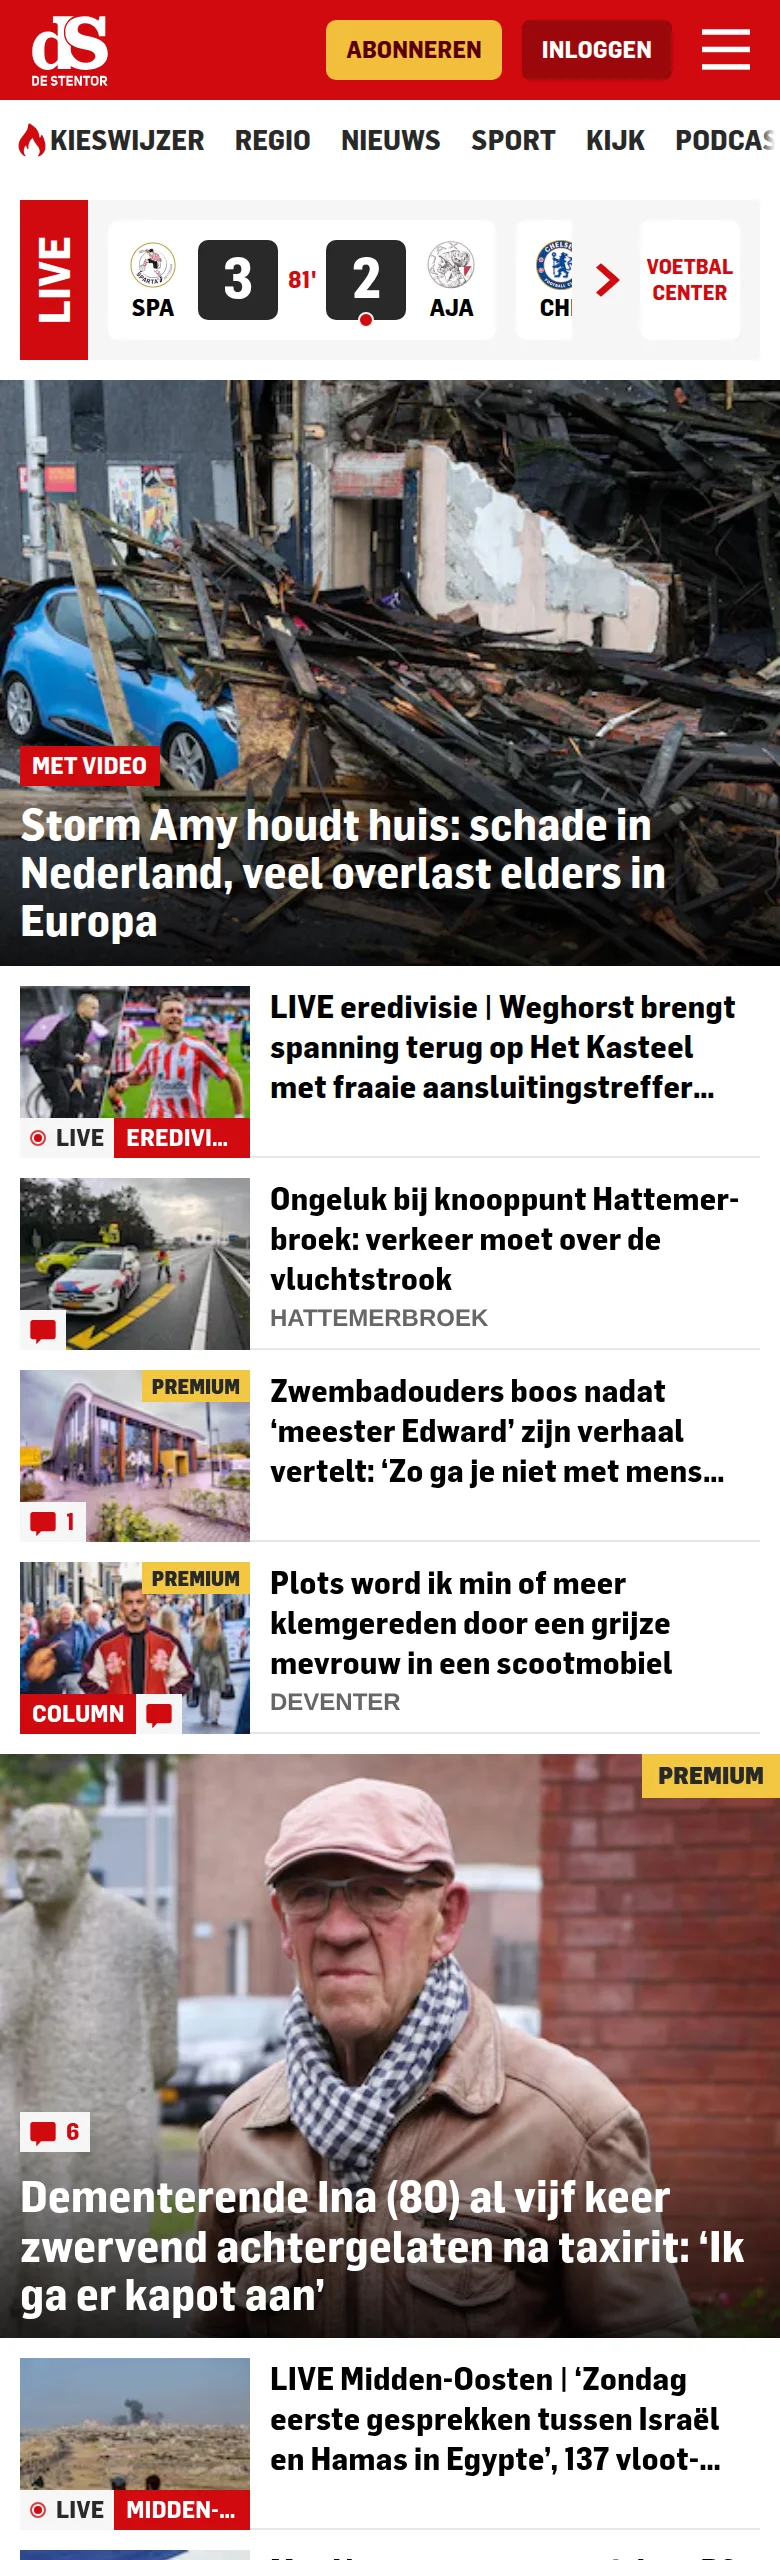 dS
DE STENTOR
ABONNEREN
INLOGGEN
KIESWIJZER REGIO NIEUWS SPORT KIJK PODCAS
LIVE
SPA
3
81'
2
AJA
CHELSEA
CH
VOETBAL
CENTER
MET VIDEO
Storm Amy houdt huis: schade in
Nederland, veel overlast elders in
Europa
LIVE EREDIVI...
LIVE eredivisie | Weghorst brengt
spanning terug op Het Kasteel
met fraaie aansluitingstreffer...
Ongeluk bij knooppunt Hattemer-
broek: verkeer moet over de
vluchtstrook
HATTEMERBROEK
PREMIUM
1
Zwembadouders boos nadat
‘meester Edward’ zijn verhaal
vertelt: ‘Zo ga je niet met mens...
PREMIUM
COLUMN
Plots word ik min of meer
klemgereden door een grijze
mevrouw in een scootmobiel
DEVENTER
PREMIUM
6
Dementerende Ina (80) al vijf keer
zwervend achtergelaten na taxirit: ‘Ik
ga er kapot aan’
LIVE MIDDEN-...
LIVE Midden-Oosten | ‘Zondag
eerste gesprekken tussen Israël
en Hamas in Egypte’, 137 vloot-...